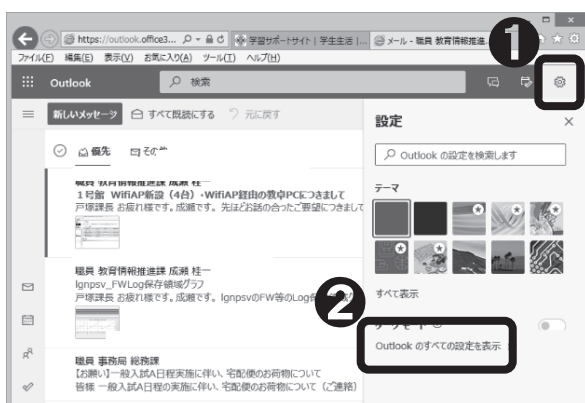 https://outlook.office3...
学習サポートサイト | 学生生活 |...
メール - 職員 教育情報推進...
1
ファイル(F) 編集(E) 表示(V) お気に入り(A) ツール(T) ヘルプ(H)
Outlook
検索
新しいメッセージ
すべて既読にする
元に戻す
設定
優先
Outlook の設定を検索します
テーマ
職員 教育情報推進課 成瀬 桂一
1号館 WifiAP新設(4台)・WifiAP経由の教卓PCにつきまして
戸塚課長 お疲れ様です。成瀬です。先ほどお話の合ったご要望につきまして
職員 教育情報推進課 成瀬 桂一
lgnpsv_FWLog保存領域グラフ
戸塚課長 お疲れ様です。成瀬です。lgnpsvのFW等のLog
すべて表示
2
Outlook のすべての設定を表示
職員 事務局 総務課
【お願い】一般入試A日程実施に伴い、宅配便のお荷物について
皆様 一般入試A日程の実施に伴い、宅配便のお荷物について(ご連絡)